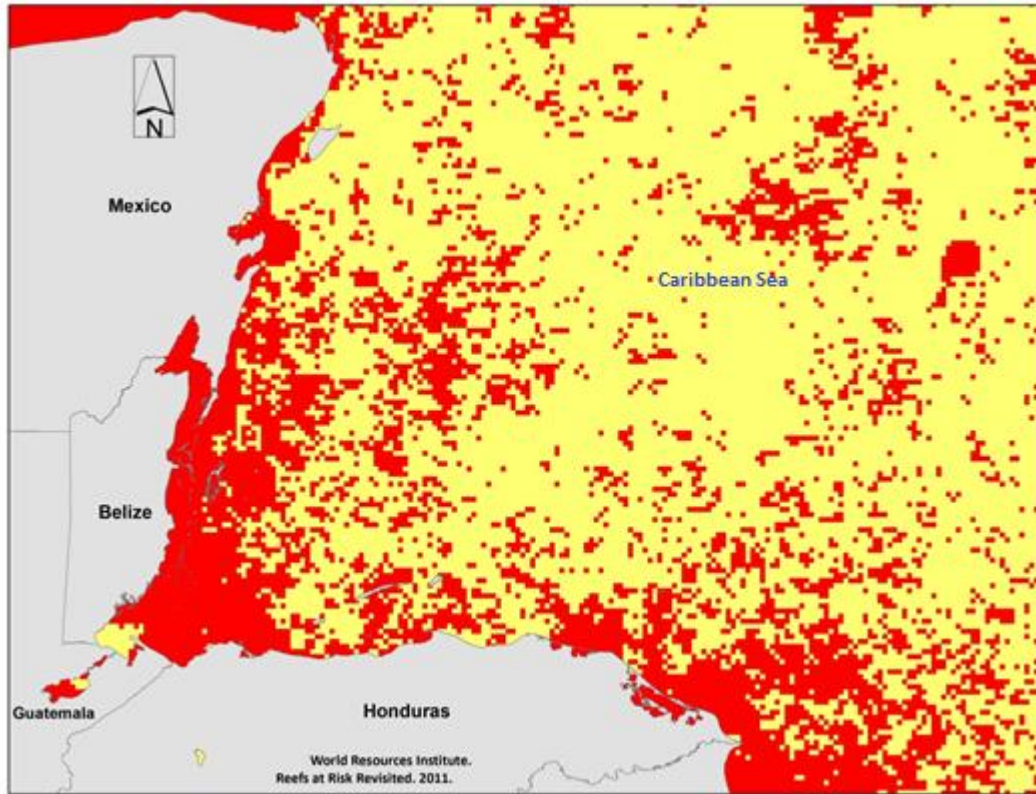 N
Mexico
Caribbean Sea
Belize
Guatemala
Honduras
World Resources Institute.
Reefs at Risk Revisited. 2011.